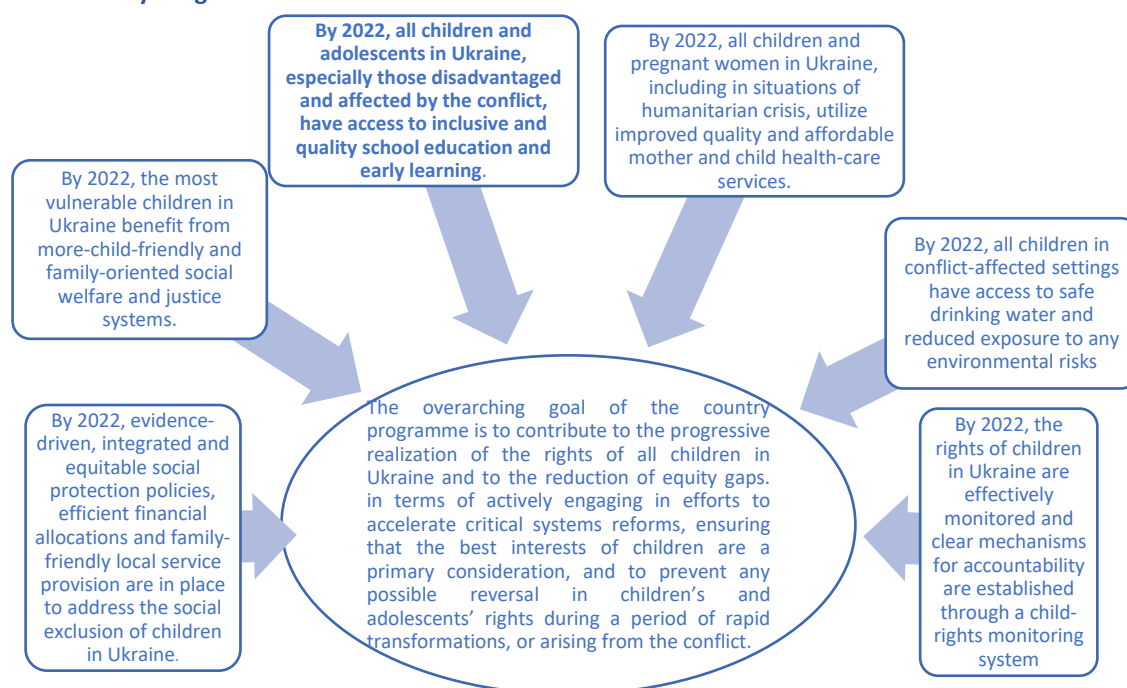 By 2022, all children and
adolescents in Ukraine,
especially those disadvantaged
and affected by the conflict,
have access to inclusive and
quality school education and
early learning.
By 2022, all children and
pregnant women in Ukraine,
including in situations of
humanitarian crisis, utilize
improved quality and affordable
mother and child health-care
services.
By 2022, the most
vulnerable children in
Ukraine benefit from
more-child-friendly and
family-oriented social
welfare and justice
systems.
By 2022, all children in
conflict-affected settings
have access to safe
drinking water and
reduced exposure to any
environmental risks
By 2022, evidence-
driven, integrated and
equitable social
protection policies,
efficient financial
allocations and family-
friendly local service
provision are in place
to address the social
exclusion of children
in Ukraine.
The overarching goal of the country
programme is to contribute to the progressive
realization of the rights of all children in
Ukraine and to the reduction of equity gaps.
in terms of actively engaging in efforts to
accelerate critical systems reforms, ensuring
that the best interests of children are a
primary consideration, and to prevent any
possible reversal in children’s and
adolescents’ rights during a period of rapid
transformations, or arising from the conflict.
By 2022, the
rights of children
in Ukraine are
effectively
monitored and
clear mechanisms
for accountability
are established
through a child-
rights monitoring
system